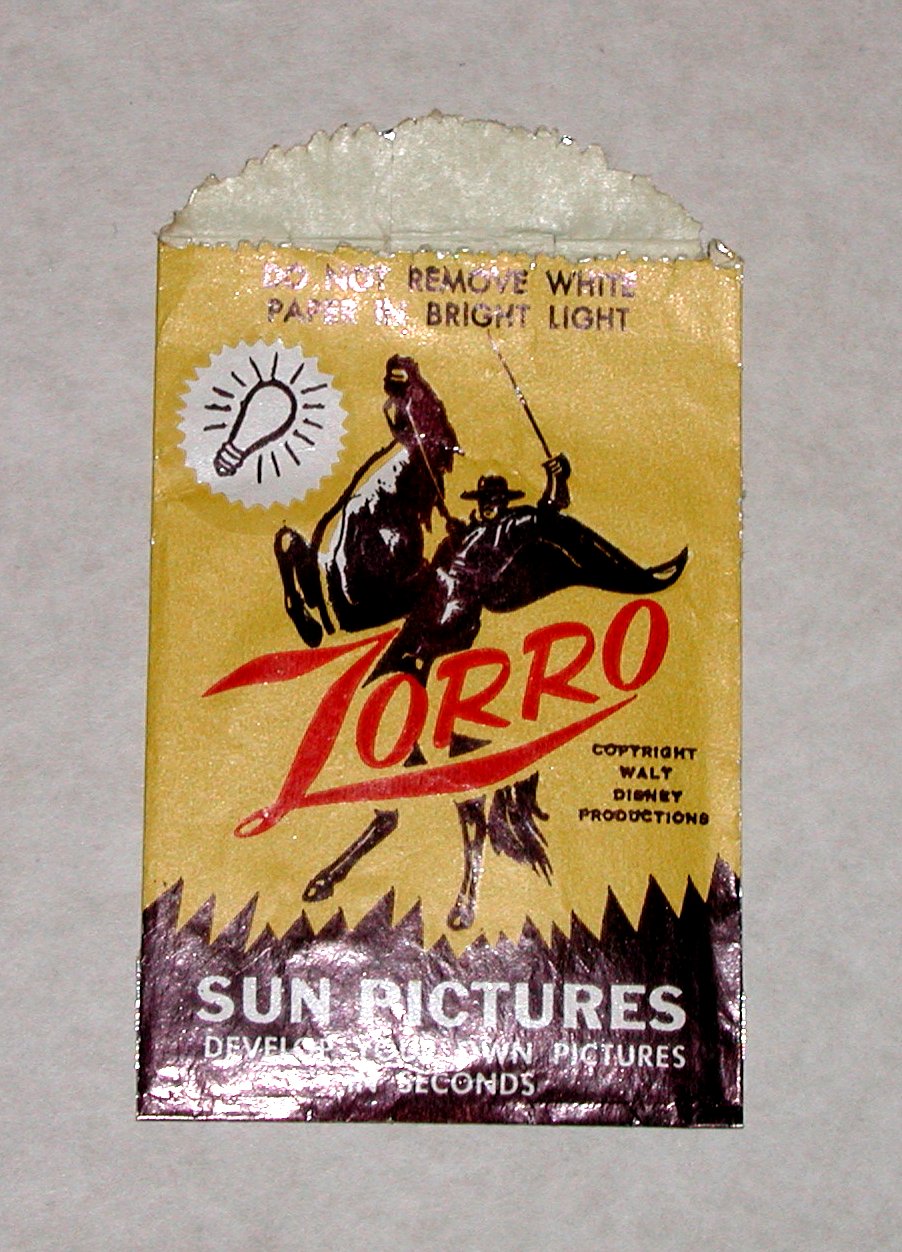 DO NOT REMOVE WHITE
PAPER IN BRIGHT LIGHT
ZORRO
COPYRIGHT
WALT
DISNEY
PRODUCTIONS
SUN PICTURES
DEVELOP YOUR OWN PICTURES
IN SECONDS